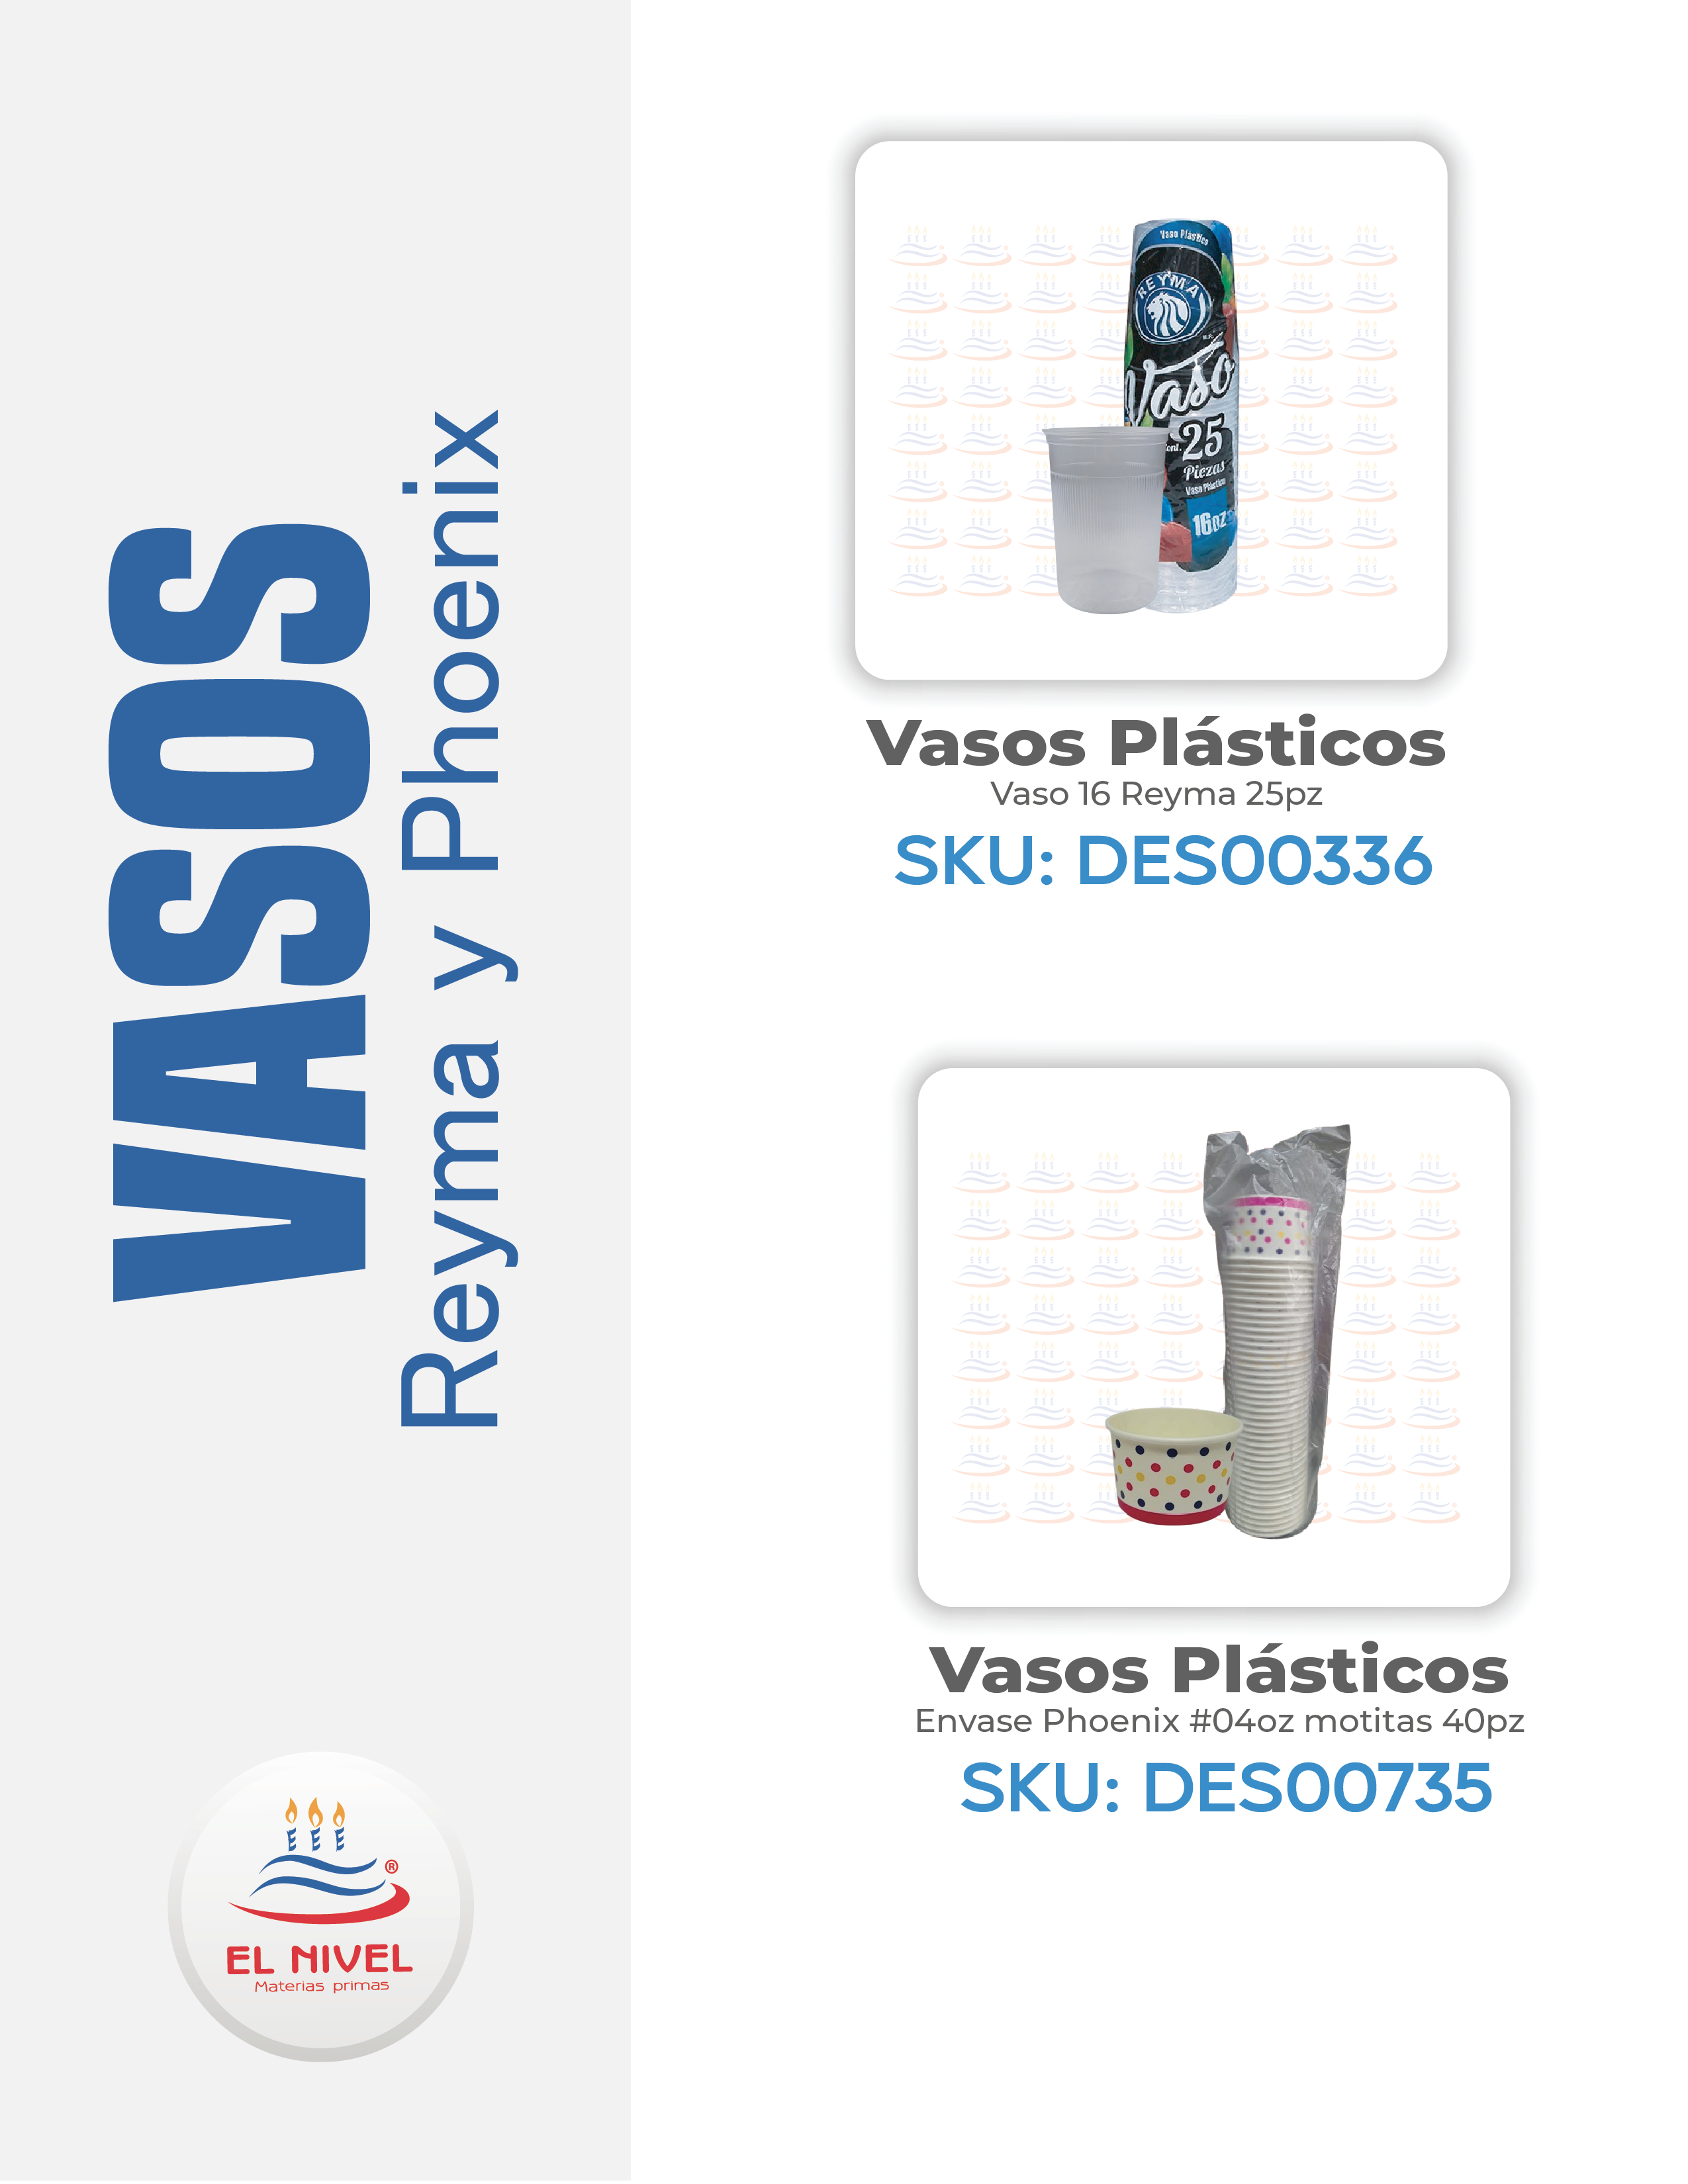 VASOS
Reyma y Phoenix
Vaso Plástico
REYMA
Vaso
Cont. 25
Piezas
Vaso Plástico
16oz
Vasos Plásticos
Vaso 16 Reyma 25pz
SKU: DES00336
Vasos Plásticos
Envase Phoenix #04oz motitas 40pz
SKU: DES00735
®
EL NIVEL
Materias primas